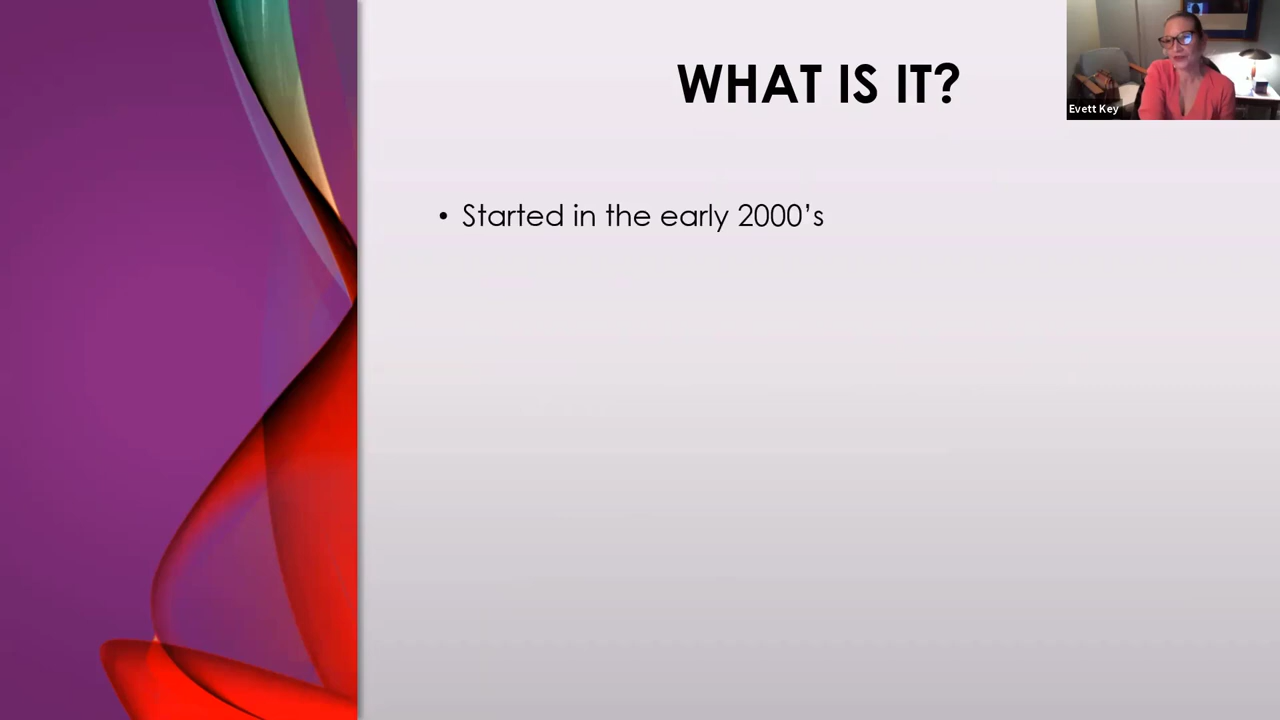 WHAT IS IT?
Evett Key
• Started in the early 2000’s